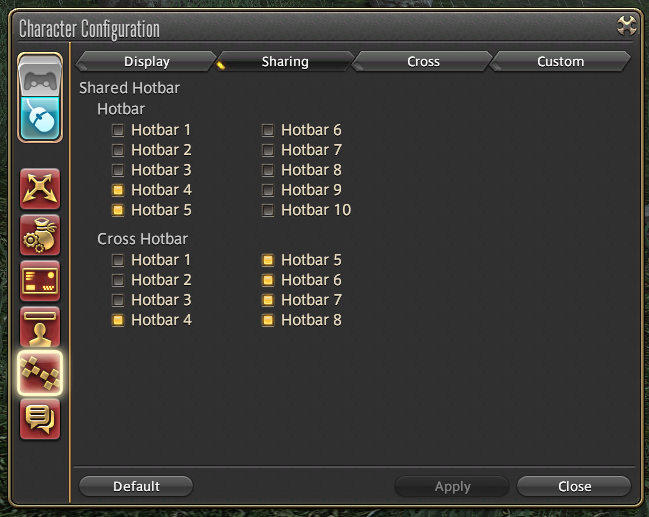 Character Configuration
Display Sharing Cross Custom
Shared Hotbar
Hotbar
Hotbar 1 Hotbar 6
Hotbar 2 Hotbar 7
Hotbar 3 Hotbar 8
Hotbar 4 Hotbar 9
Hotbar 5 Hotbar 10
Cross Hotbar
Hotbar 1 Hotbar 5
Hotbar 2 Hotbar 6
Hotbar 3 Hotbar 7
Hotbar 4 Hotbar 8
Default Apply Close